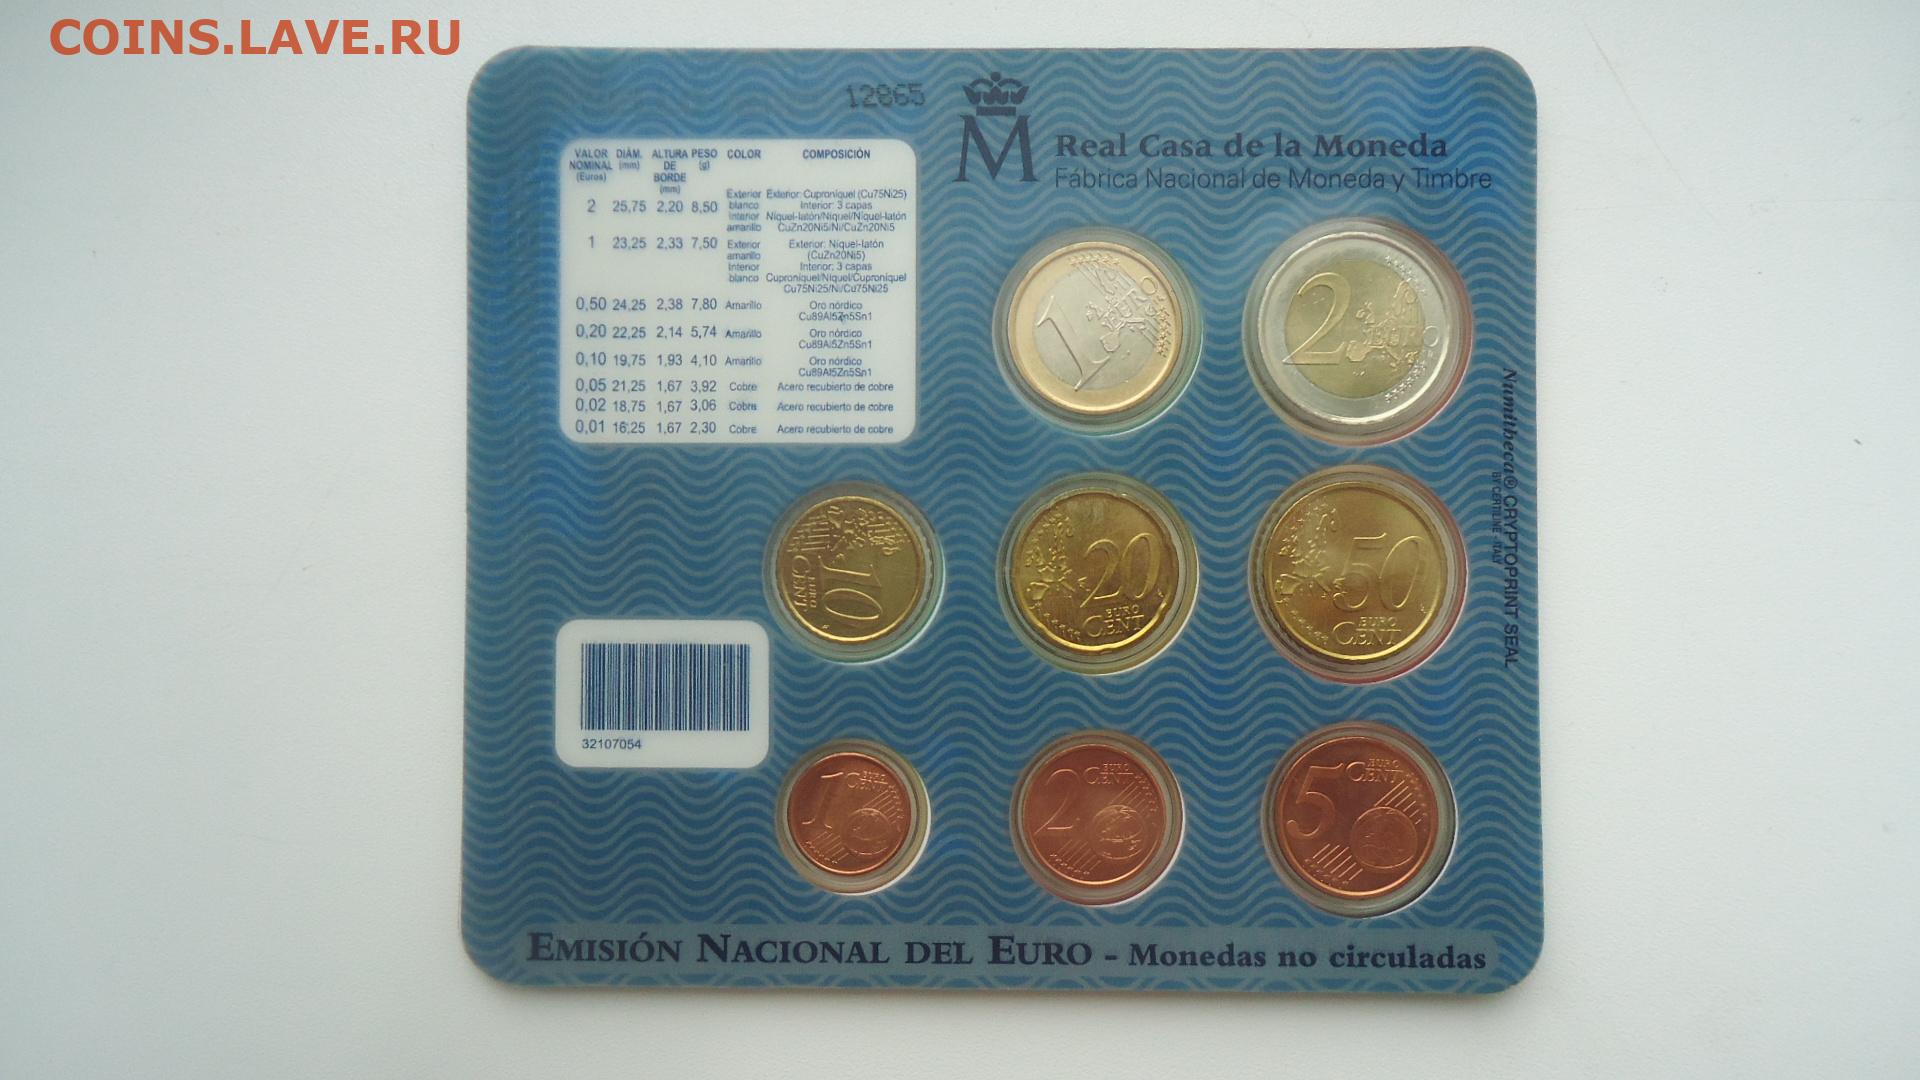 COINS.LAVE.RU
12865
M
Real Casa de la Moneda
Fábrica Nacional de Moneda y Timbre
VALOR NOMINAL (Euros) DIÁM. (mm) ALTURA DE BORDE (mm) PESO (g) COLOR COMPOSICIÓN
2 25,75 2,20 8,50 Exterior blanco Interior amarillo Exterior: Cuproníquel (Cu75Ni25) Interior: 3 capas Níquel-latón/Níquel/Níquel-latón CuZn20Ni5/Ni/CuZn20Ni5
1 23,25 2,33 7,50 Exterior amarillo Interior blanco Exterior: Níquel-latón (CuZn20Ni5) Interior: 3 capas Cuproníquel/Níquel/Cuproníquel Cu75Ni25/Ni/Cu75Ni25
0,50 24,25 2,38 7,80 Amarillo Oro nórdico Cu89Al5Zn5Sn1
0,20 22,25 2,14 5,74 Amarillo Oro nórdico Cu89Al5Zn5Sn1
0,10 19,75 1,93 4,10 Amarillo Oro nórdico Cu89Al5Zn5Sn1
0,05 21,25 1,67 3,92 Cobre Acero recubierto de cobre
0,02 18,75 1,67 3,06 Cobre Acero recubierto de cobre
0,01 16,25 1,67 2,30 Cobre Acero recubierto de cobre
1 EURO
2 EURO
Numitheca® CRYPTOPRINT SEAL
BY CERTILINE - ITALY
10 EURO CENT
20 EURO CENT
50 EURO CENT
32107054
1 EURO CENT
2 EURO CENT
5 EURO CENT
EMISIÓN NACIONAL DEL EURO - Monedas no circuladas